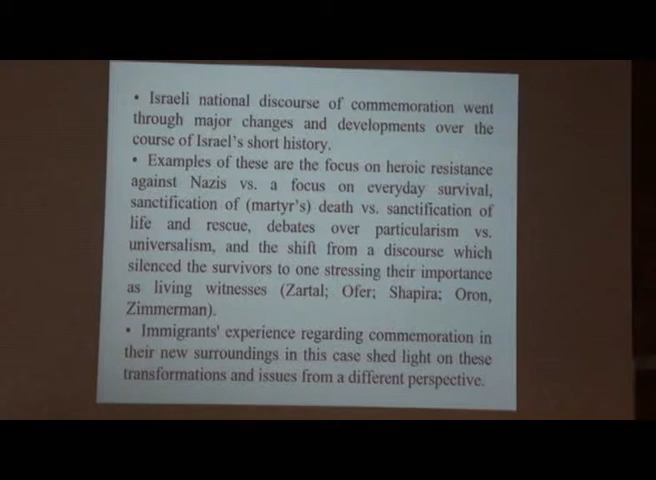 • Israeli national discourse of commemoration went
through major changes and developments over the
course of Israel's short history.
• Examples of these are the focus on heroic resistance
against Nazis vs. a focus on everyday survival,
sanctification of (martyr's) death vs. sanctification of
life and rescue, debates over particularism vs.
universalism, and the shift from a discourse which
silenced the survivors to one stressing their importance
as living witnesses (Zartal; Ofer; Shapira; Oron,
Zimmerman).
• Immigrants' experience regarding commemoration in
their new surroundings in this case shed light on these
transformations and issues from a different perspective.